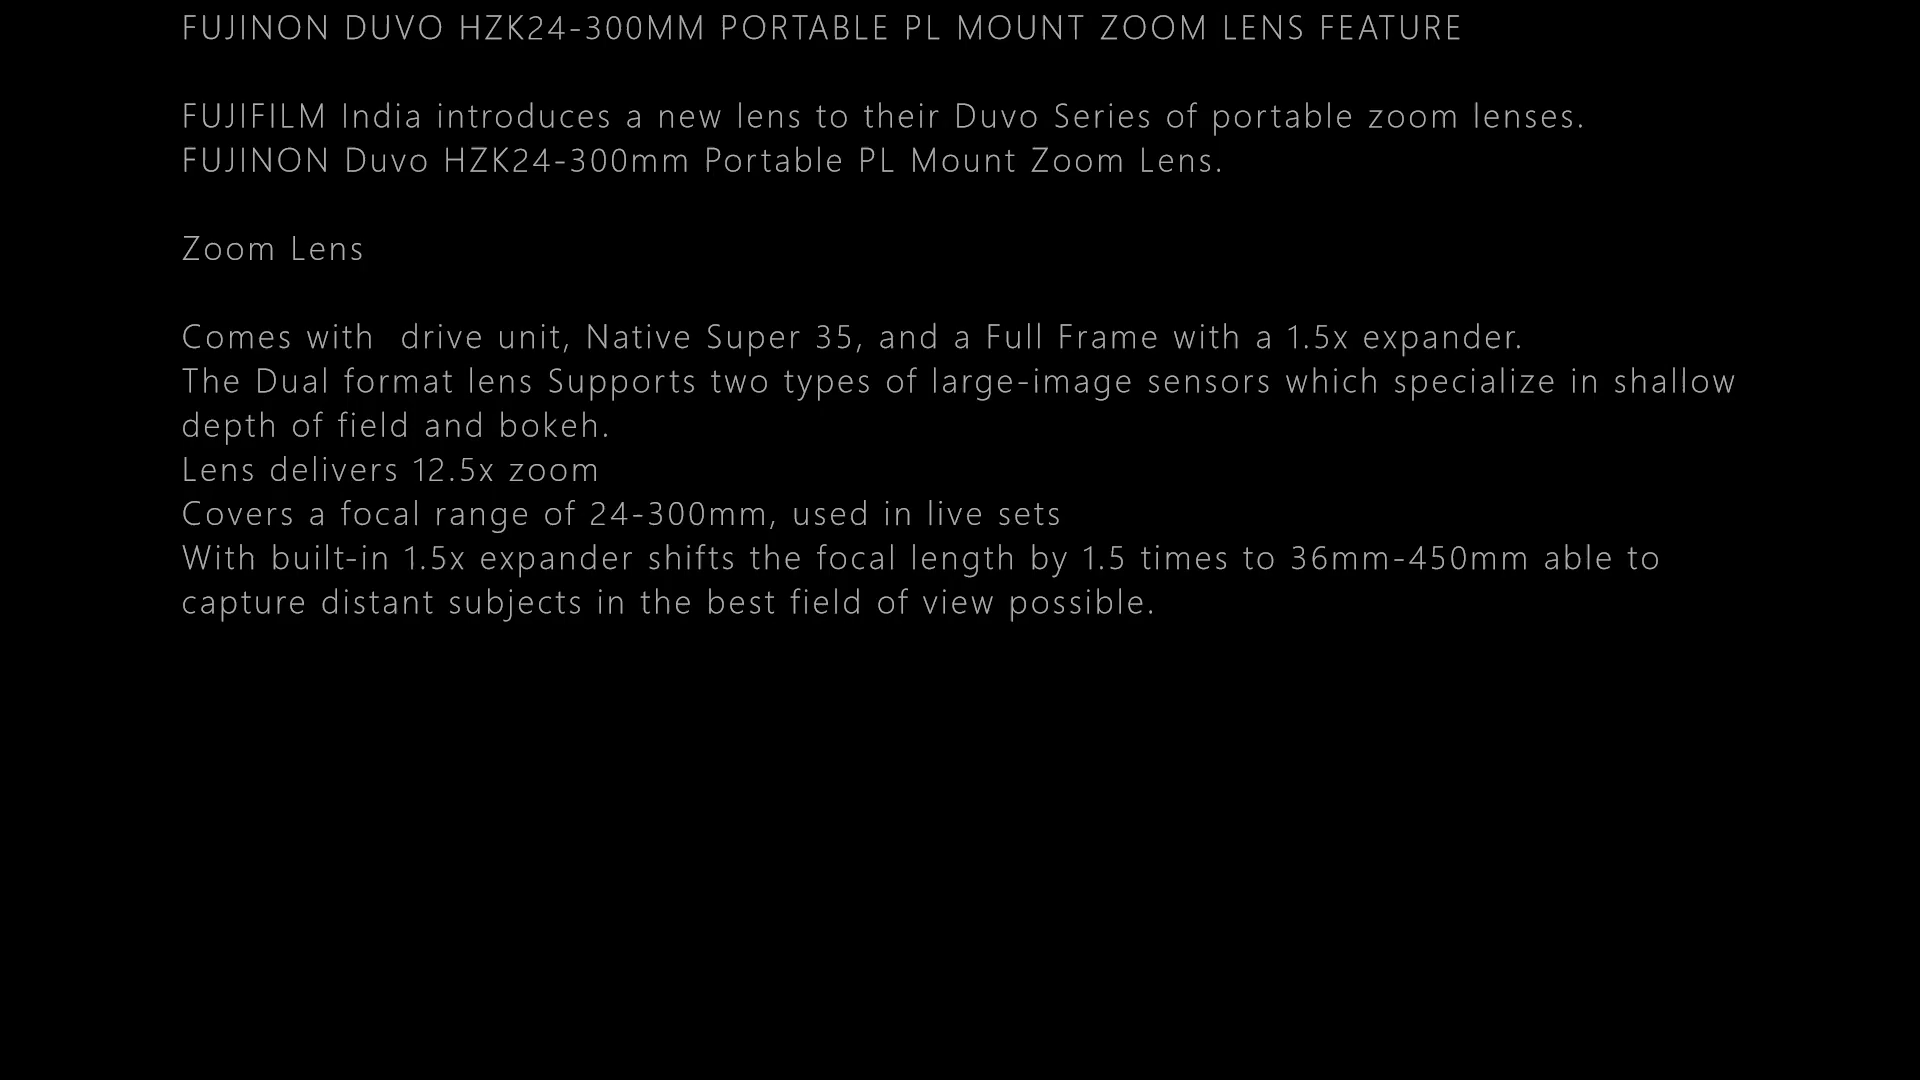 FUJINON DUVO HZK24-300MM PORTABLE PL MOUNT ZOOM LENS FEATURE
FUJIFILM India introduces a new lens to their Duvo Series of portable zoom lenses.
FUJINON Duvo HZK24-300mm Portable PL Mount Zoom Lens.
Zoom Lens
Comes with  drive unit, Native Super 35, and a Full Frame with a 1.5x expander.
The Dual format lens Supports two types of large-image sensors which specialize in shallow
depth of field and bokeh.
Lens delivers 12.5x zoom
Covers a focal range of 24-300mm, used in live sets
With built-in 1.5x expander shifts the focal length by 1.5 times to 36mm-450mm able to
capture distant subjects in the best field of view possible.